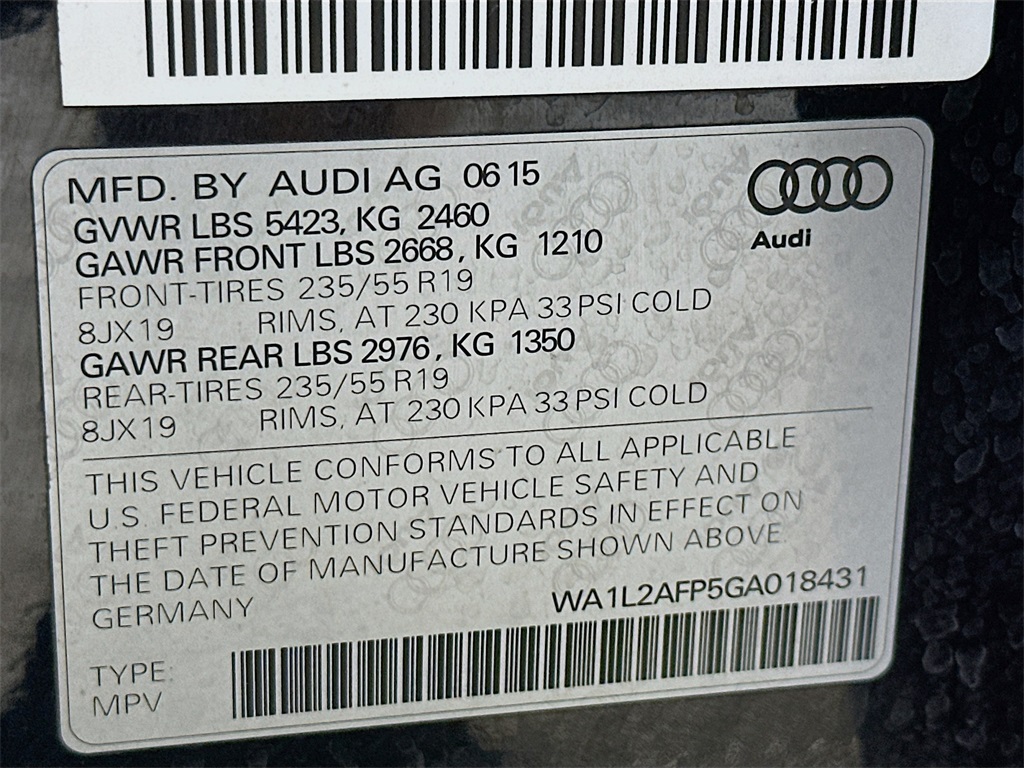 MFD. BY AUDI AG 06 15
GVWR LBS 5423, KG 2460
GAWR FRONT LBS 2668, KG 1210
FRONT-TIRES 235/55 R19
8JX19 RIMS, AT 230 KPA 33 PSI COLD
GAWR REAR LBS 2976, KG 1350
REAR-TIRES 235/55 R19
8JX19 RIMS, AT 230 KPA 33 PSI COLD
Audi
THIS VEHICLE CONFORMS TO ALL APPLICABLE
U.S. FEDERAL MOTOR VEHICLE SAFETY AND
THEFT PREVENTION STANDARDS IN EFFECT ON
THE DATE OF MANUFACTURE SHOWN ABOVE.
GERMANY
WA1L2AFP5GA018431
TYPE:
MPV